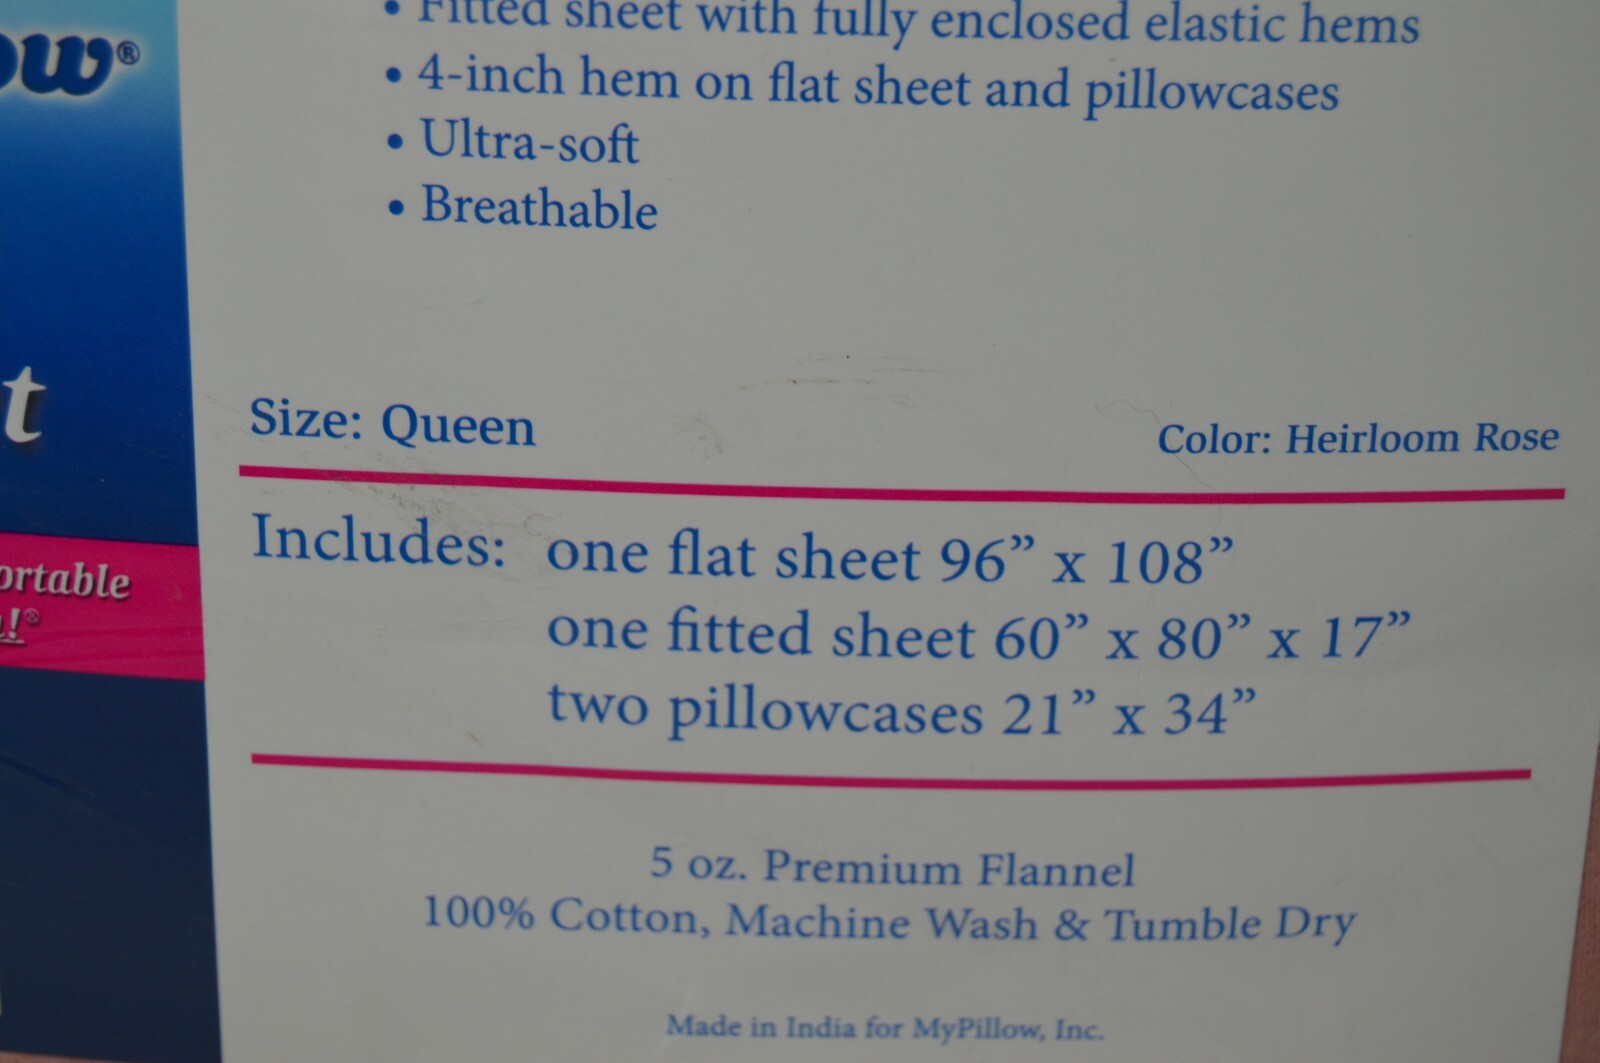 ow®
t
ortable
!®
• Fitted sheet with fully enclosed elastic hems
• 4-inch hem on flat sheet and pillowcases
• Ultra-soft
• Breathable
Size: Queen Color: Heirloom Rose
Includes: one flat sheet 96” x 108”
one fitted sheet 60” x 80” x 17”
two pillowcases 21” x 34”
5 oz. Premium Flannel
100% Cotton, Machine Wash & Tumble Dry
Made in India for MyPillow, Inc.